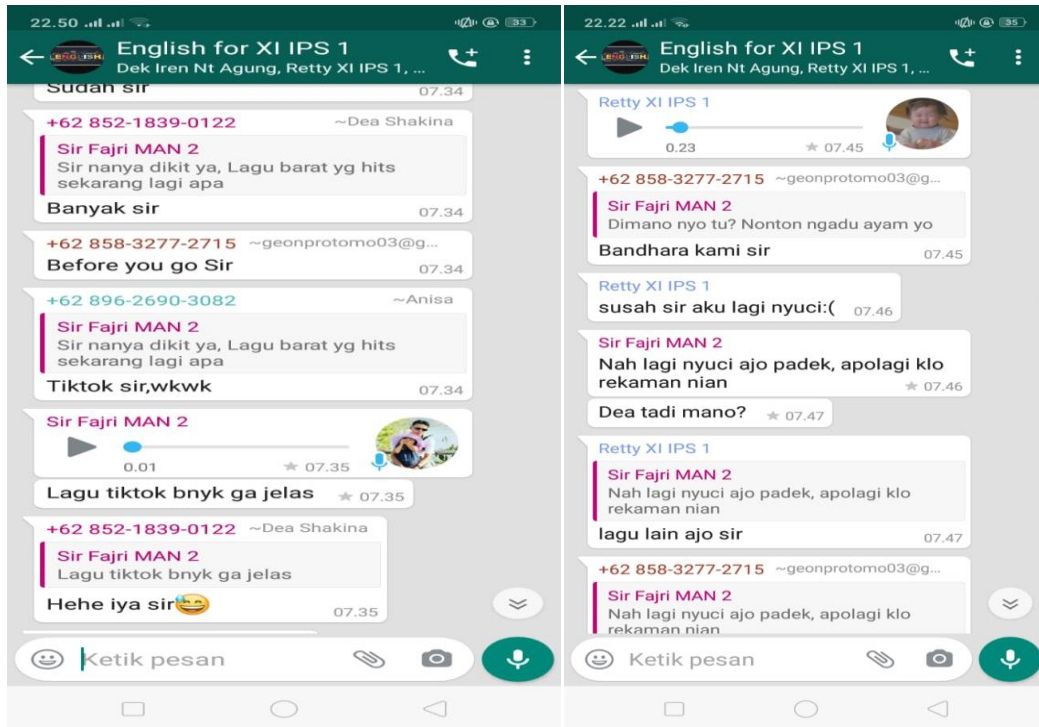 22.50
33
English for XI IPS 1
Dek Iren Nt Agung, Retty XI IPS 1, ...
Sudah sir
07.34
+62 852-1839-0122 ~Dea Shakina
Sir Fajri MAN 2
Sir nanya dikit ya, Lagu barat yg hits
sekarang lagi apa
Banyak sir
07.34
+62 858-3277-2715 ~geonprotomo03@g...
Before you go Sir
07.34
+62 896-2690-3082 ~Anisa
Sir Fajri MAN 2
Sir nanya dikit ya, Lagu barat yg hits
sekarang lagi apa
Tiktok sir,wkwk
07.34
Sir Fajri MAN 2
0.01 ★ 07.35
Lagu tiktok bnyk ga jelas ★ 07.35
+62 852-1839-0122 ~Dea Shakina
Sir Fajri MAN 2
Lagu tiktok bnyk ga jelas
Hehe iya sir😅
07.35
Ketik pesan
22.22
35
English for XI IPS 1
Dek Iren Nt Agung, Retty XI IPS 1, ...
Retty XI IPS 1
0.23 ★ 07.45
+62 858-3277-2715 ~geonprotomo03@g...
Sir Fajri MAN 2
Dimano nyo tu? Nonton ngadu ayam yo
Bandhara kami sir
07.45
Retty XI IPS 1
susah sir aku lagi nyuci:( 07.46
Sir Fajri MAN 2
Nah lagi nyuci ajo padek, apolagi klo
rekaman nian ★ 07.46
Dea tadi mano? ★ 07.47
Retty XI IPS 1
Sir Fajri MAN 2
Nah lagi nyuci ajo padek, apolagi klo
rekaman nian
lagu lain ajo sir
07.47
+62 858-3277-2715 ~geonprotomo03@g...
Sir Fajri MAN 2
Nah lagi nyuci ajo padek, apolagi klo
rekaman nian
Ketik pesan